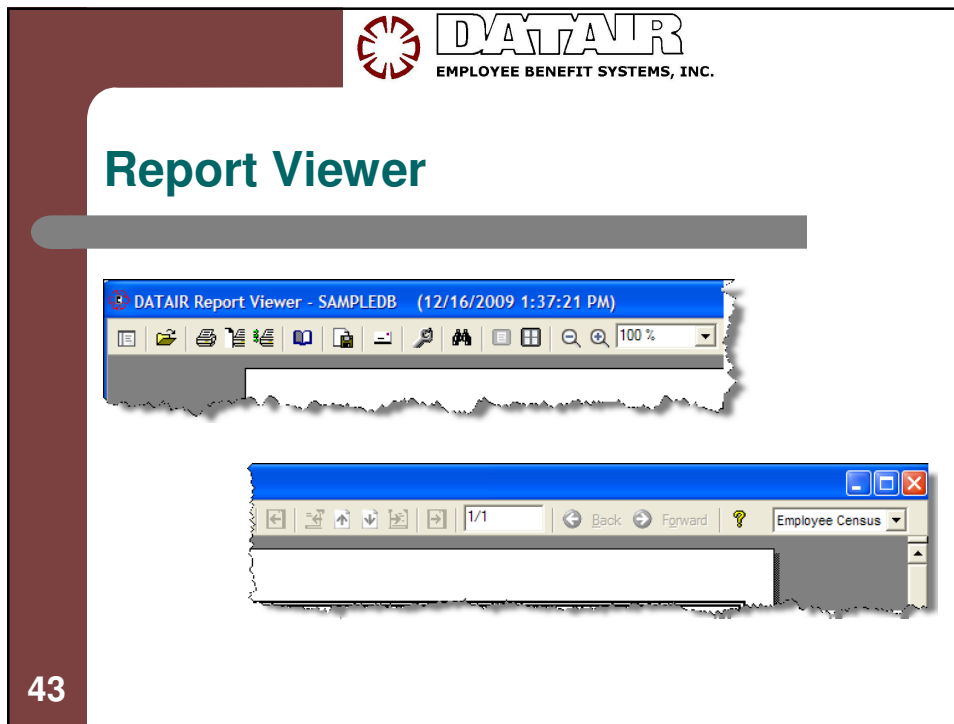 DATAIR
EMPLOYEE BENEFIT SYSTEMS, INC.
Report Viewer
DATAIR Report Viewer - SAMPLEDB (12/16/2009 1:37:21 PM)
100 %
1/1 Back Forward ? Employee Census
43